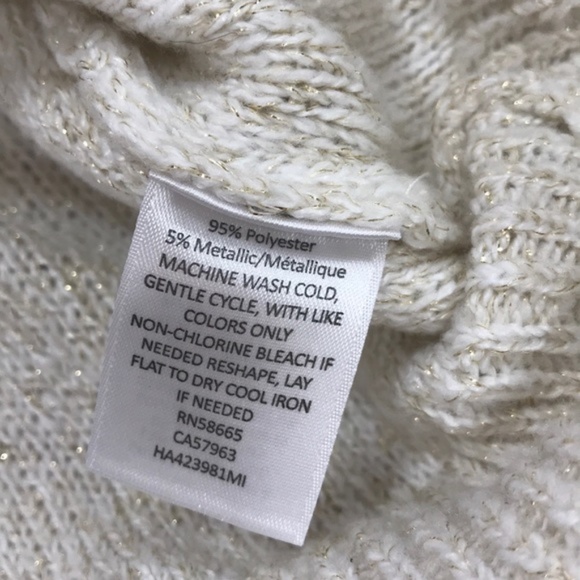 95% Polyester
5% Metallic/Métallique
MACHINE WASH COLD,
GENTLE CYCLE, WITH LIKE
COLORS ONLY
NON-CHLORINE BLEACH IF
NEEDED RESHAPE, LAY
FLAT TO DRY COOL IRON
IF NEEDED
RN58665
CA57963
HA423981MI